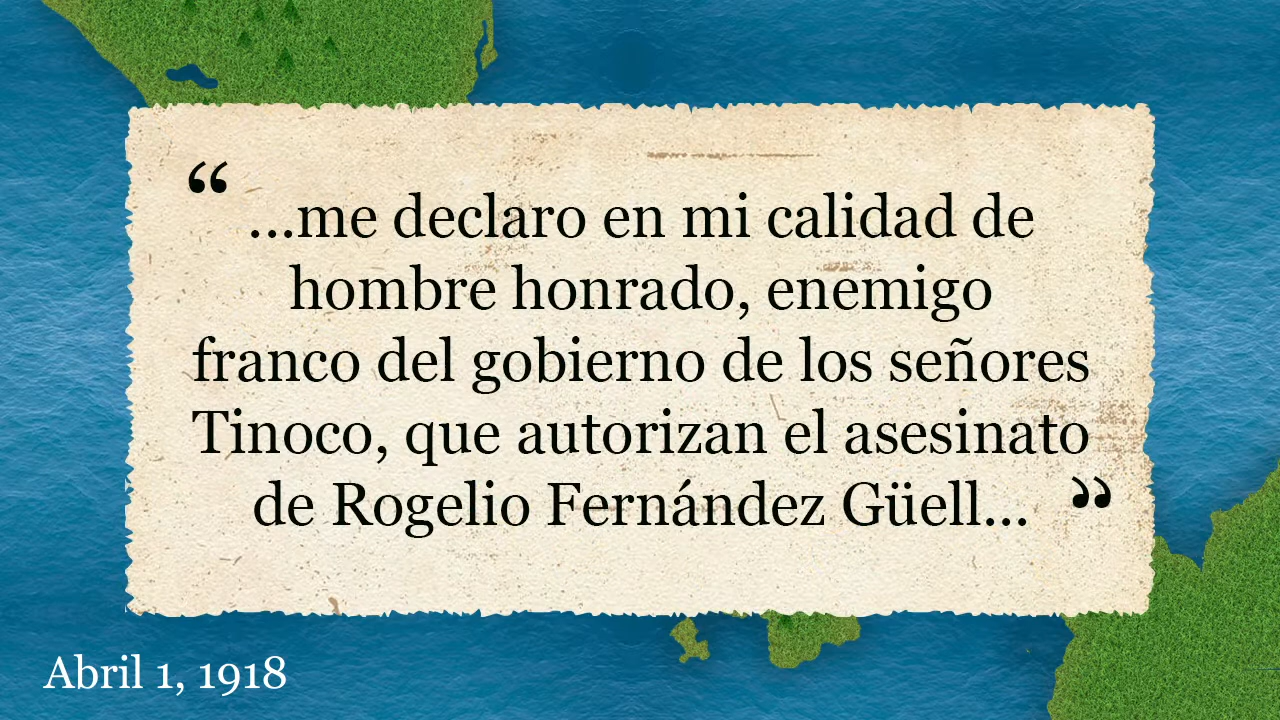 “ ...me declaro en mi calidad de
hombre honrado, enemigo
franco del gobierno de los señores
Tinoco, que autorizan el asesinato
de Rogelio Fernández Güell... ”
Abril 1, 1918